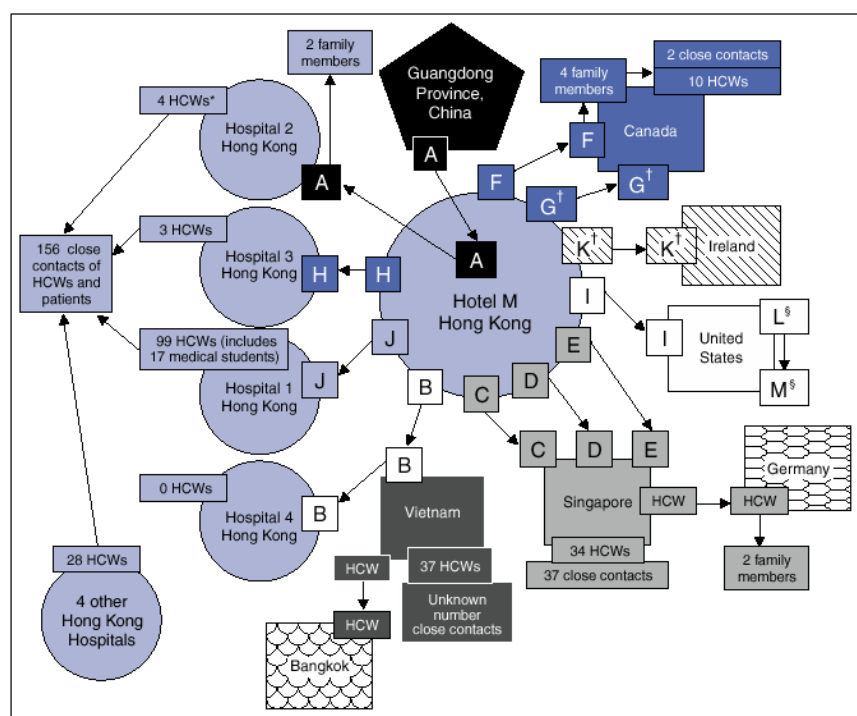 2 family
members
Guangdong
Province,
China
A
4 family
members
2 close contacts
10 HCWs
Canada
F
F
G†
G†
4 HCWs*
Hospital 2
Hong Kong
A
A
Hotel M
Hong Kong
K†
K†
Ireland
3 HCWs
Hospital 3
Hong Kong
H
H
156 close
contacts of
HCWs and
patients
I
I
United
States
L§
M§
99 HCWs (includes
17 medical students)
Hospital 1
Hong Kong
J
J
B
C
D
E
B
C
D
E
0 HCWs
Hospital 4
Hong Kong
B
Vietnam
HCW
37 HCWs
Unknown
number
close contacts
HCW
Bangkok
Singapore
HCW
34 HCWs
37 close contacts
Germany
HCW
2 family
members
28 HCWs
4 other
Hong Kong
Hospitals